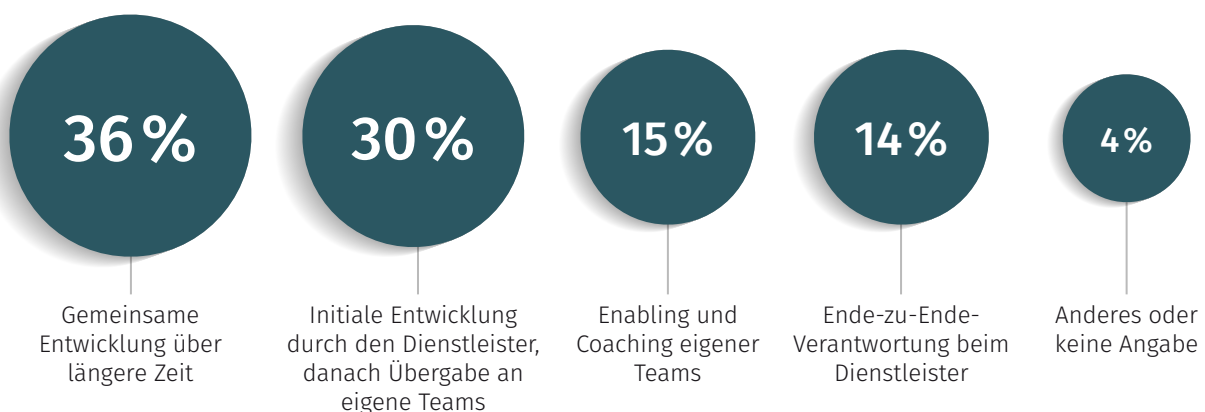 36 %
30 %
15 %
14 %
4 %
Gemeinsame
Entwicklung über
längere Zeit
Initiale Entwicklung
durch den Dienstleister,
danach Übergabe an
eigene Teams
Enabling und
Coaching eigener
Teams
Ende-zu-Ende-
Verantwortung beim
Dienstleister
Anderes oder
keine Angabe